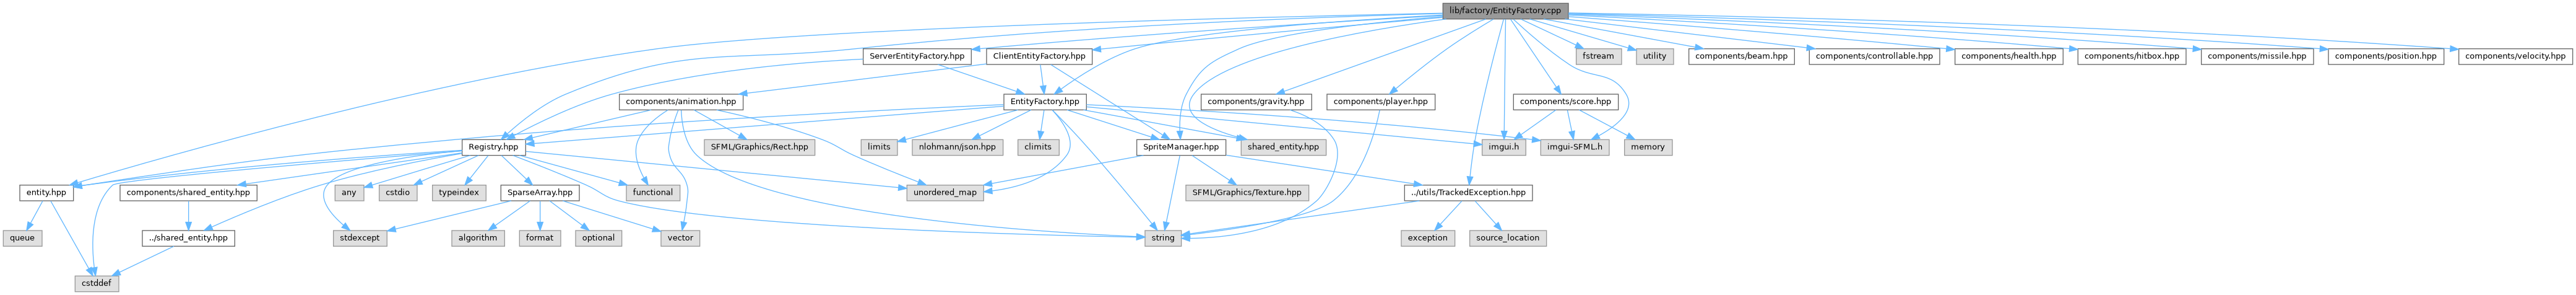 lib/factory/EntityFactory.cpp
ServerEntityFactory.hpp
ClientEntityFactory.hpp
fstream
utility
components/beam.hpp
components/controllable.hpp
components/health.hpp
components/hitbox.hpp
components/missile.hpp
components/position.hpp
components/velocity.hpp
components/animation.hpp
EntityFactory.hpp
components/gravity.hpp
components/player.hpp
components/score.hpp
Registry.hpp
SFML/Graphics/Rect.hpp
limits
nlohmann/json.hpp
climits
SpriteManager.hpp
shared_entity.hpp
imgui.h
imgui-SFML.h
memory
entity.hpp
components/shared_entity.hpp
any
cstdio
typeindex
SparseArray.hpp
functional
unordered_map
SFML/Graphics/Texture.hpp
../utils/TrackedException.hpp
queue
../shared_entity.hpp
stdexcept
algorithm
format
optional
vector
string
exception
source_location
cstddef